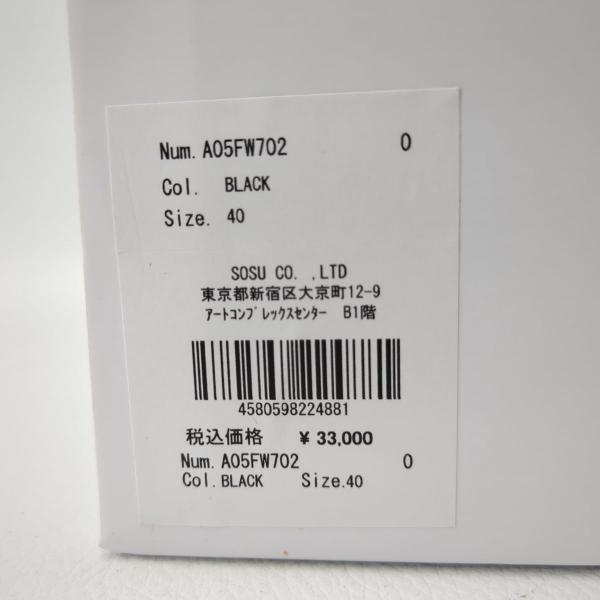 Num. A05FW702 0
Col. BLACK
Size. 40
SOSU CO. ,LTD
東京都新宿区大京町12-9
ｱｰﾄｺﾝﾌﾟﾚｯｸｽｾﾝﾀｰ B1階
4580598224881
税込価格 ¥ 33,000
Num. A05FW702 0
Col. BLACK Size. 40